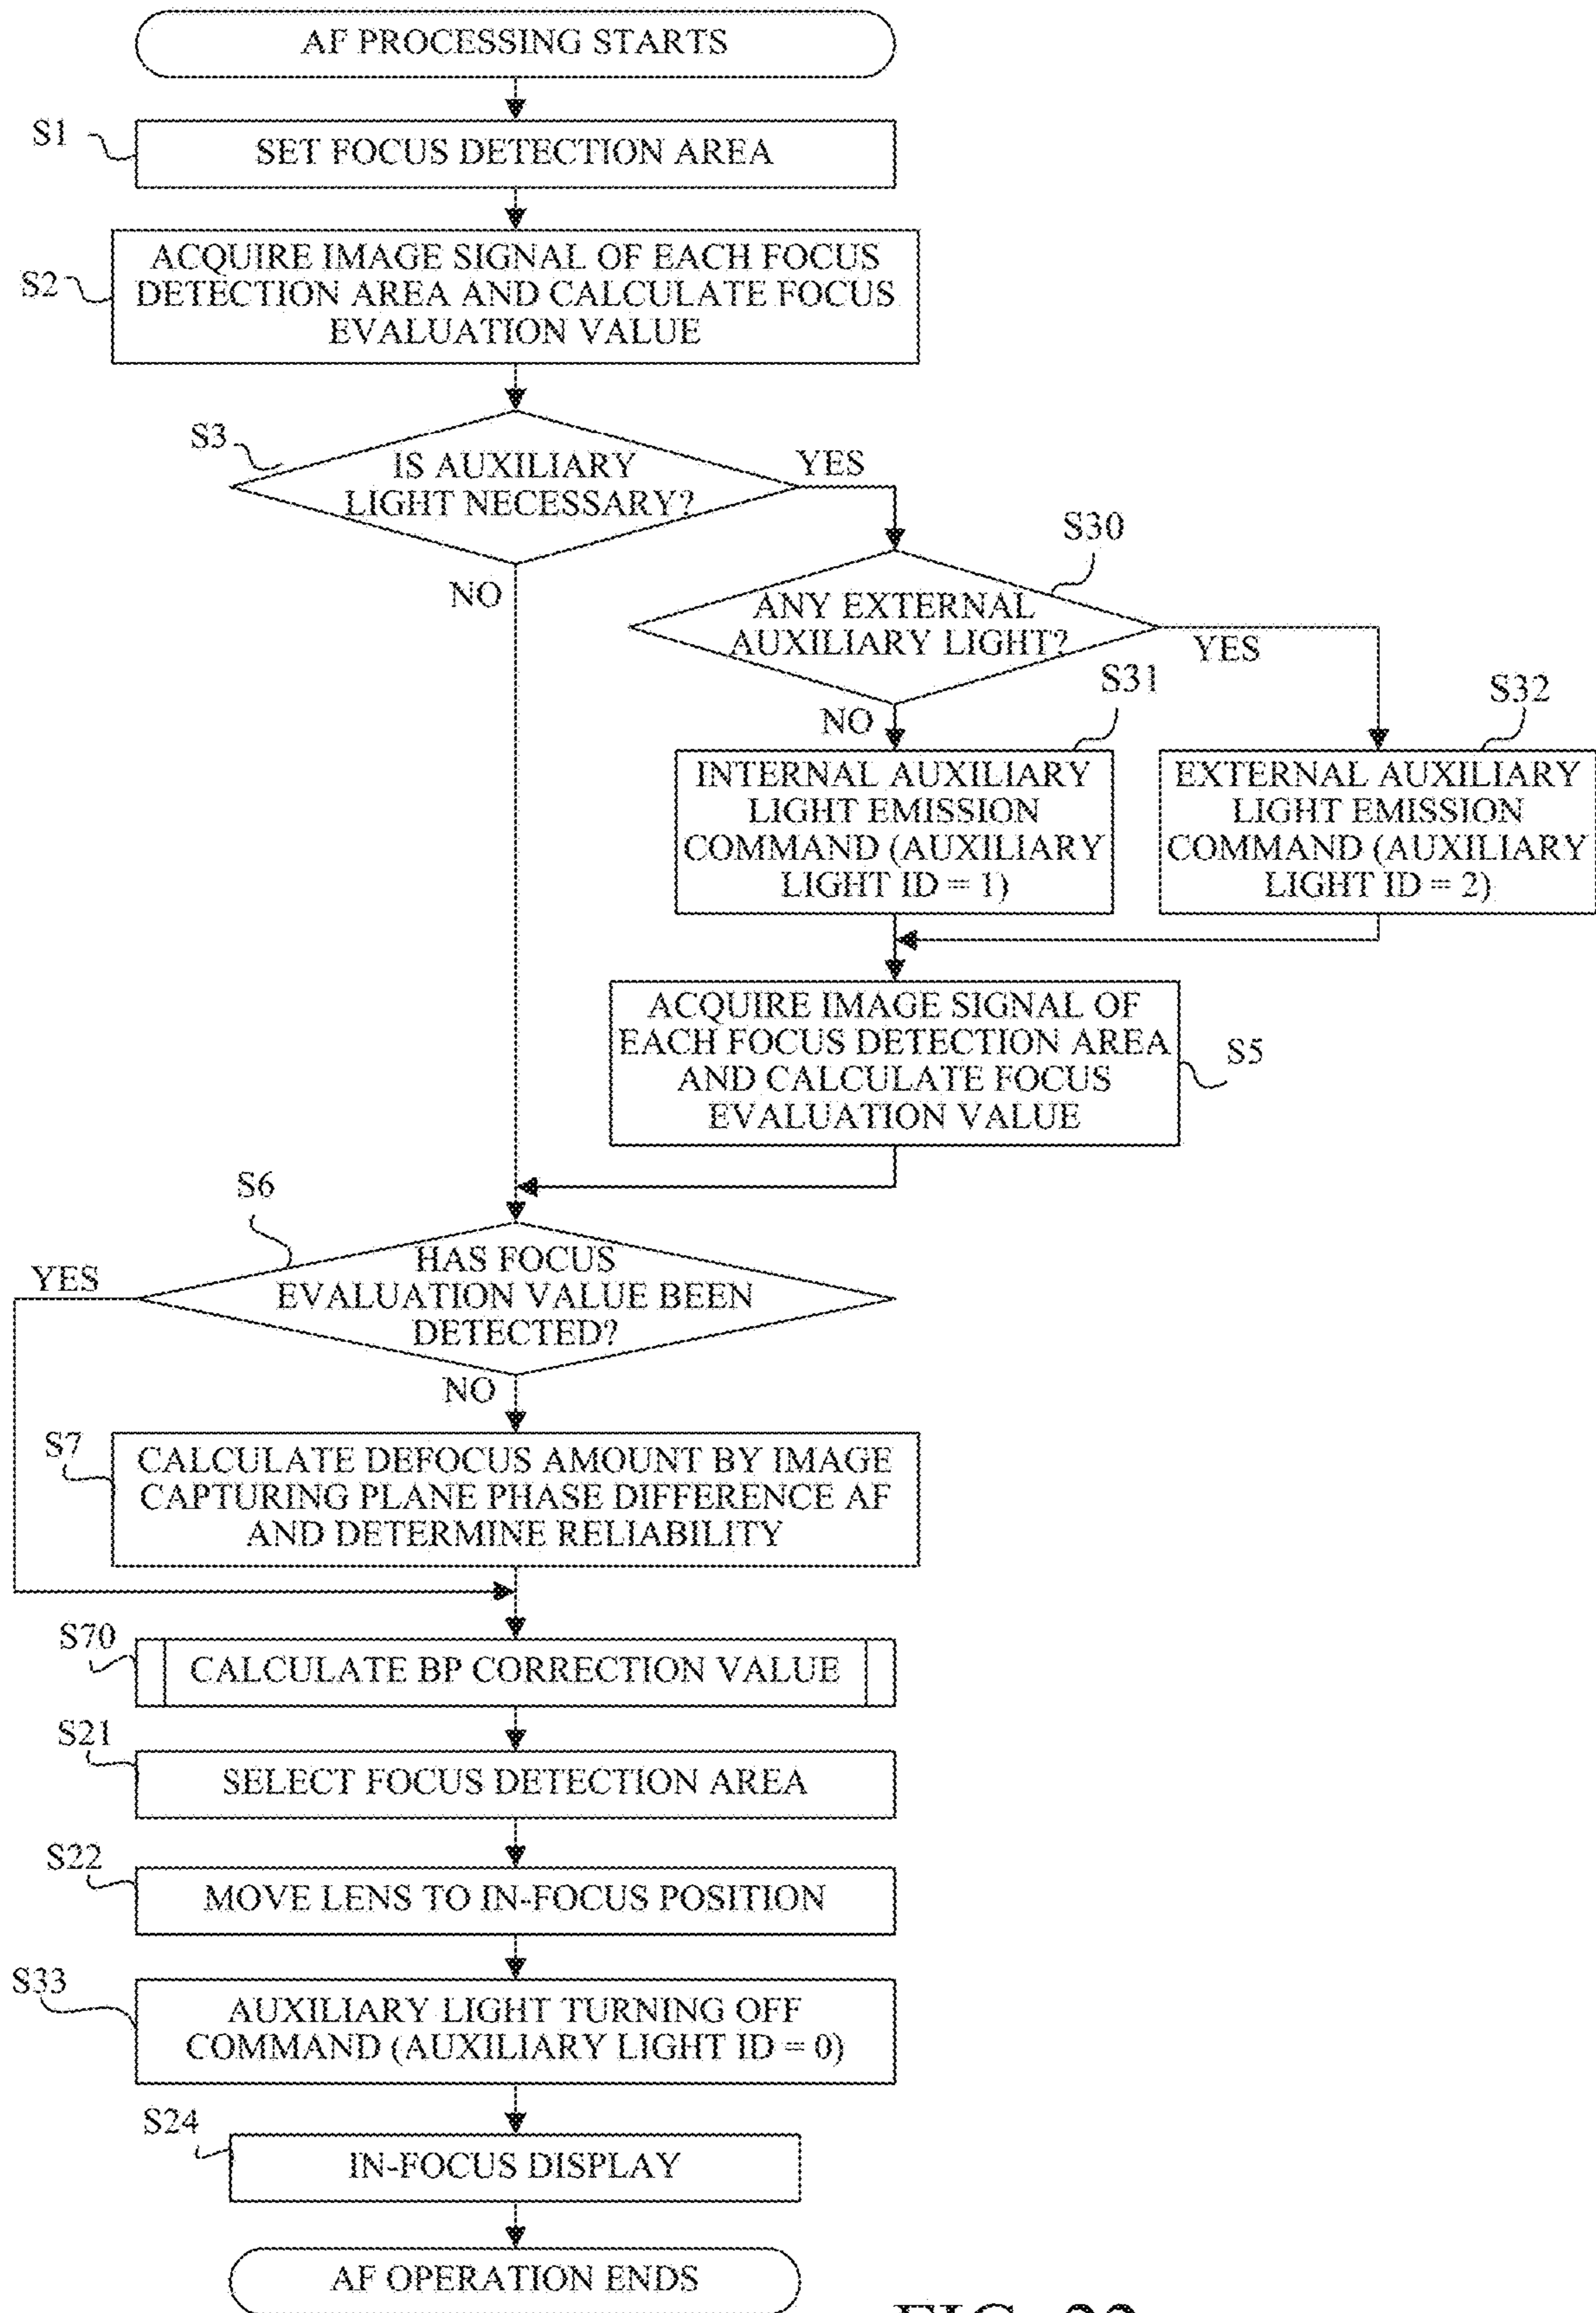 AF PROCESSING STARTS
S1
SET FOCUS DETECTION AREA
S2
ACQUIRE IMAGE SIGNAL OF EACH FOCUS
DETECTION AREA AND CALCULATE FOCUS
EVALUATION VALUE
S3
IS AUXILIARY
LIGHT NECESSARY?
YES
NO
S30
ANY EXTERNAL
AUXILIARY LIGHT?
YES
NO
S31
INTERNAL AUXILIARY
LIGHT EMISSION
COMMAND (AUXILIARY
LIGHT ID = 1)
S32
EXTERNAL AUXILIARY
LIGHT EMISSION
COMMAND (AUXILIARY
LIGHT ID = 2)
ACQUIRE IMAGE SIGNAL OF
EACH FOCUS DETECTION AREA
AND CALCULATE FOCUS
EVALUATION VALUE
S5
S6
HAS FOCUS
EVALUATION VALUE BEEN
DETECTED?
YES
NO
S7
CALCULATE DEFOCUS AMOUNT BY IMAGE
CAPTURING PLANE PHASE DIFFERENCE AF
AND DETERMINE RELIABILITY
S70
CALCULATE BP CORRECTION VALUE
S21
SELECT FOCUS DETECTION AREA
S22
MOVE LENS TO IN-FOCUS POSITION
S33
AUXILIARY LIGHT TURNING OFF
COMMAND (AUXILIARY LIGHT ID = 0)
S24
IN-FOCUS DISPLAY
AF OPERATION ENDS